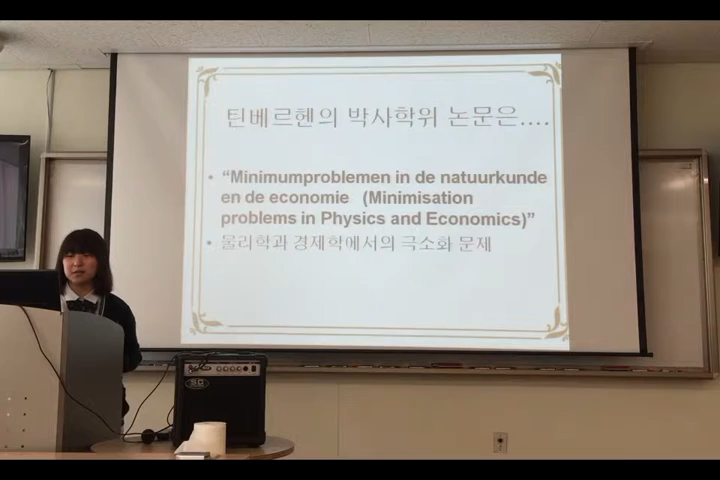 틴베르헨의 박사학위 논문은....
• “Minimumproblemen in de natuurkunde
en de economie (Minimisation
problems in Physics and Economics)”
• 물리학과 경제학에서의 극소화 문제